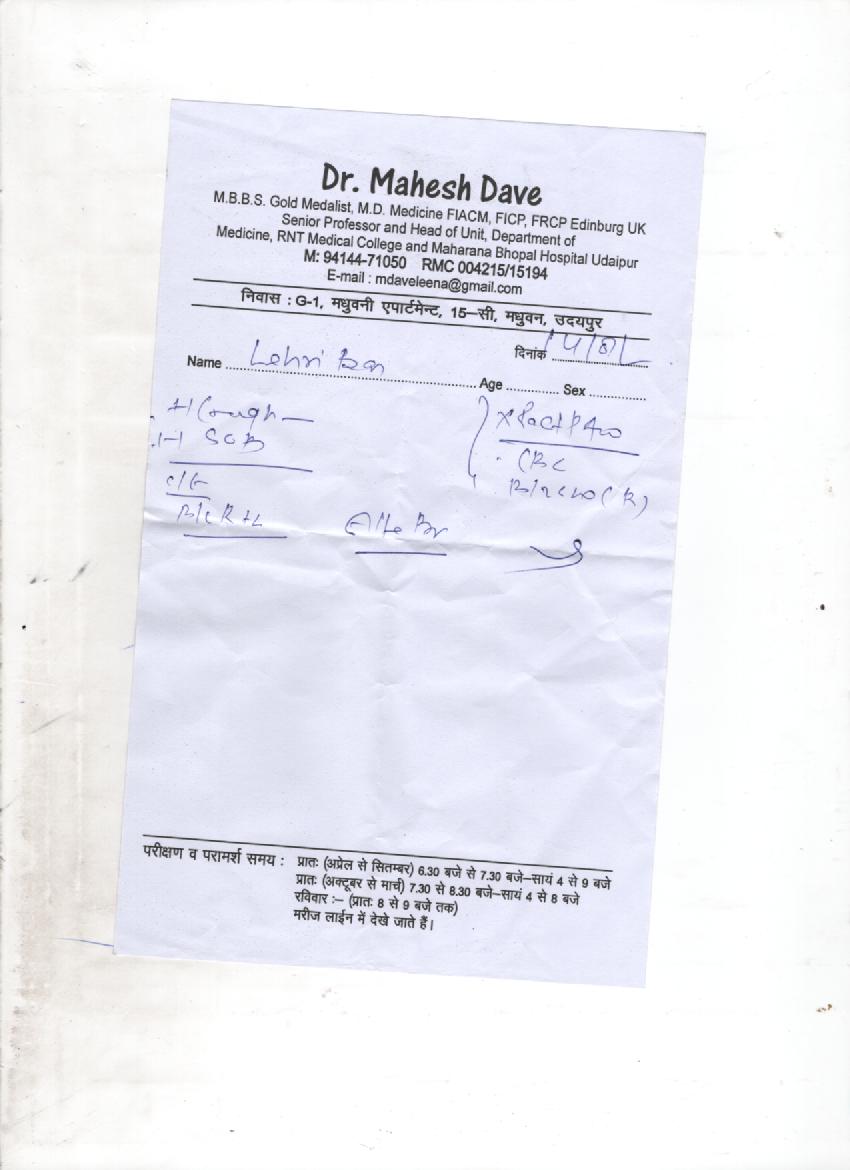 Dr. Mahesh Dave
M.B.B.S. Gold Medalist, M.D. Medicine FIACM, FICP, FRCP Edinburg UK
Senior Professor and Head of Unit, Department of
Medicine, RNT Medical College and Maharana Bhopal Hospital Udaipur
M: 94144-71050 RMC 004215/15194
E-mail : mdaveleena@gmail.com
निवास : G-1, मधुवनी एपार्टमेन्ट, 15–सी, मधुवन, उदयपुर
दिनांक
Name Lehri Age Sex
Cough
SOB
CBC
परीक्षण व परामर्श समय : प्रातः (अप्रेल से सितम्बर) 6.30 बजे से 7.30 बजे–सायं 4 से 9 बजे
प्रातः (अक्टूबर से मार्च) 7.30 से 8.30 बजे–सायं 4 से 8 बजे
रविवार :– (प्रातः 8 से 9 बजे तक)
मरीज लाईन में देखे जाते हैं।